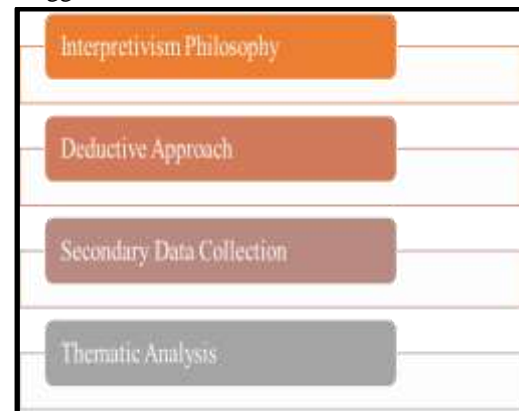 Interpretivism Philosophy
Deductive Approach
Secondary Data Collection
Thematic Analysis